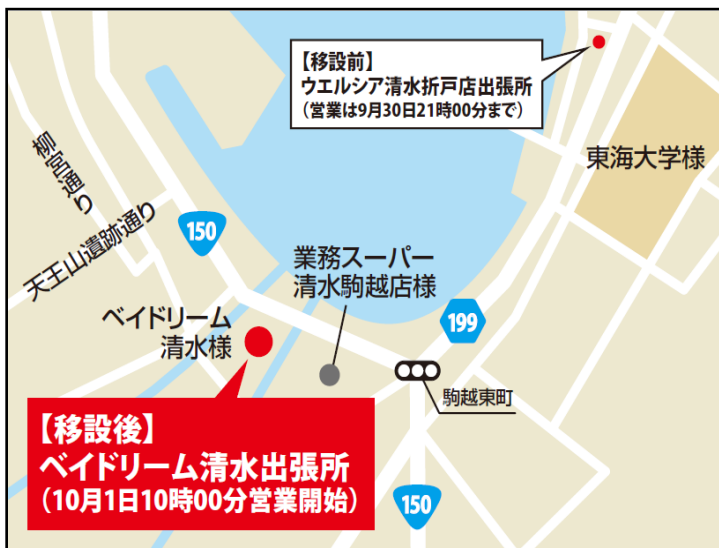 【移設前】
ウエルシア清水折戸店出張所
（営業は9月30日21時00分まで）
東海大学様
柳宮通り
天王山遺跡通り
150
業務スーパー
清水駒越店様
ベイドリーム
清水様
199
駒越東町
【移設後】
ベイドリーム清水出張所
（10月1日10時00分営業開始）
150